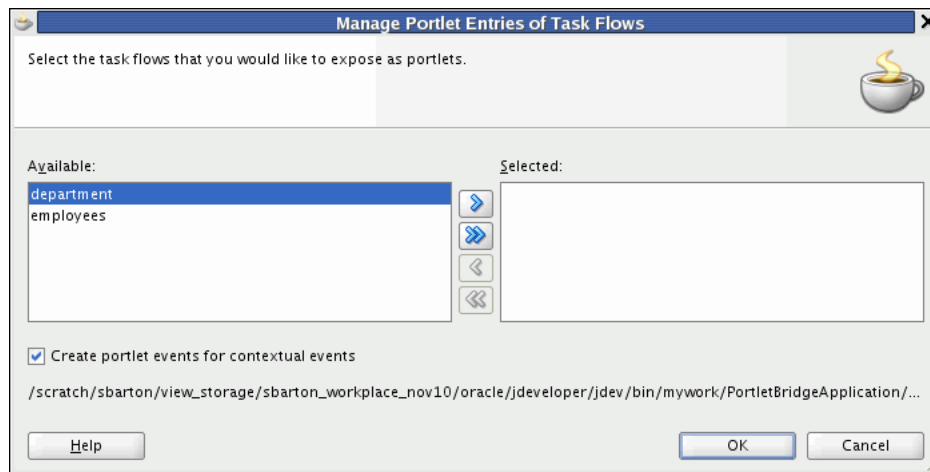 Manage Portlet Entries of Task Flows
Select the task flows that you would like to expose as portlets.
Available:
Selected:
department
employees
Create portlet events for contextual events
/scratch/sbarton/view_storage/sbarton_workplace_nov10/oracle/jdeveloper/jdev/bin/mywork/PortletBridgeApplication/...
Help
OK
Cancel